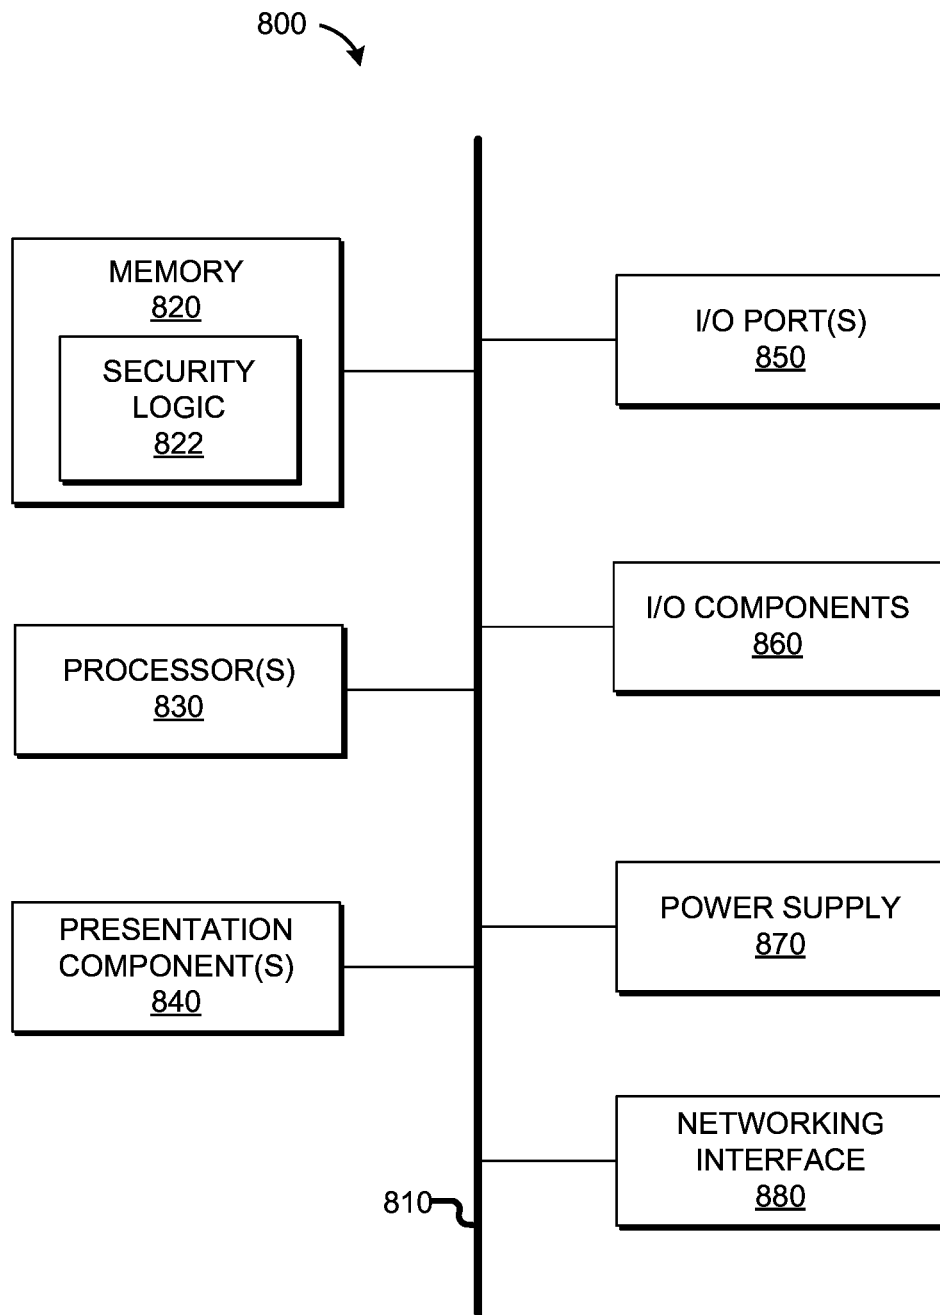 800
MEMORY
820
SECURITY
LOGIC
822
PROCESSOR(S)
830
PRESENTATION
COMPONENT(S)
840
I/O PORT(S)
850
I/O COMPONENTS
860
POWER SUPPLY
870
NETWORKING
INTERFACE
880
810